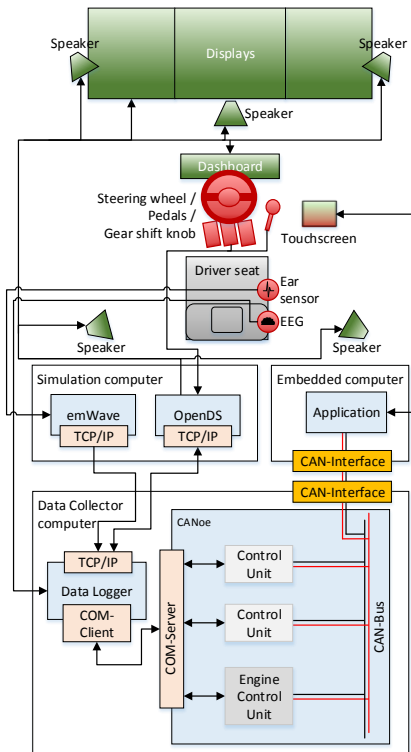 Speaker
Displays
Speaker
Speaker
Dashboard
Steering wheel /
Pedals /
Gear shift knob
Touchscreen
Driver seat
Ear
sensor
EEG
Speaker
Speaker
Simulation computer
Embedded computer
emWave
OpenDS
Application
TCP/IP
TCP/IP
CAN-Interface
CAN-Interface
Data Collector
computer
CANoe
TCP/IP
Data Logger
COM-
Client
COM-Server
Control
Unit
Control
Unit
Engine
Control
Unit
CAN-Bus